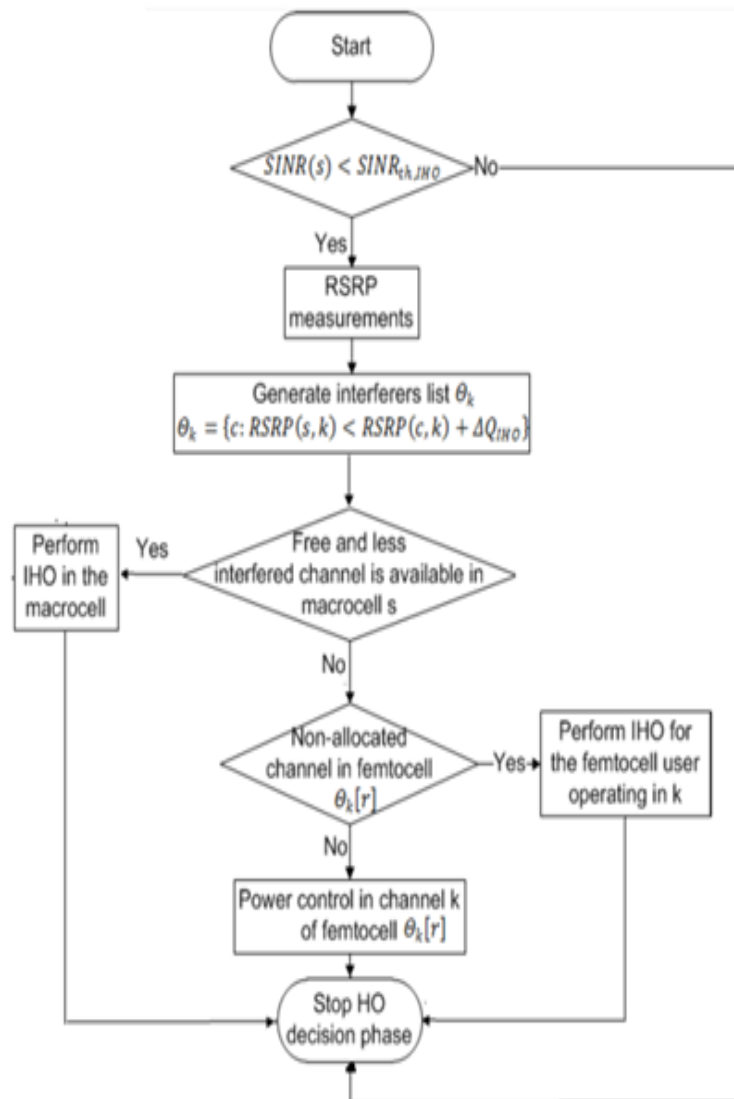 Start
SINR(s) < SINR_th,IHO
No
Yes
RSRP
measurements
Generate interferers list θ_k
θ_k = {c: RSRP(s, k) < RSRP(c, k) + ΔQ_IHO}
Perform
IHO in the
macrocell
Yes
Free and less
interfered channel is available in
macrocell s
No
Non-allocated
channel in femtocell
θ_k[r]
Yes
Perform IHO for
the femtocell user
operating in k
No
Power control in channel k
of femtocell θ_k[r]
Stop HO
decision phase